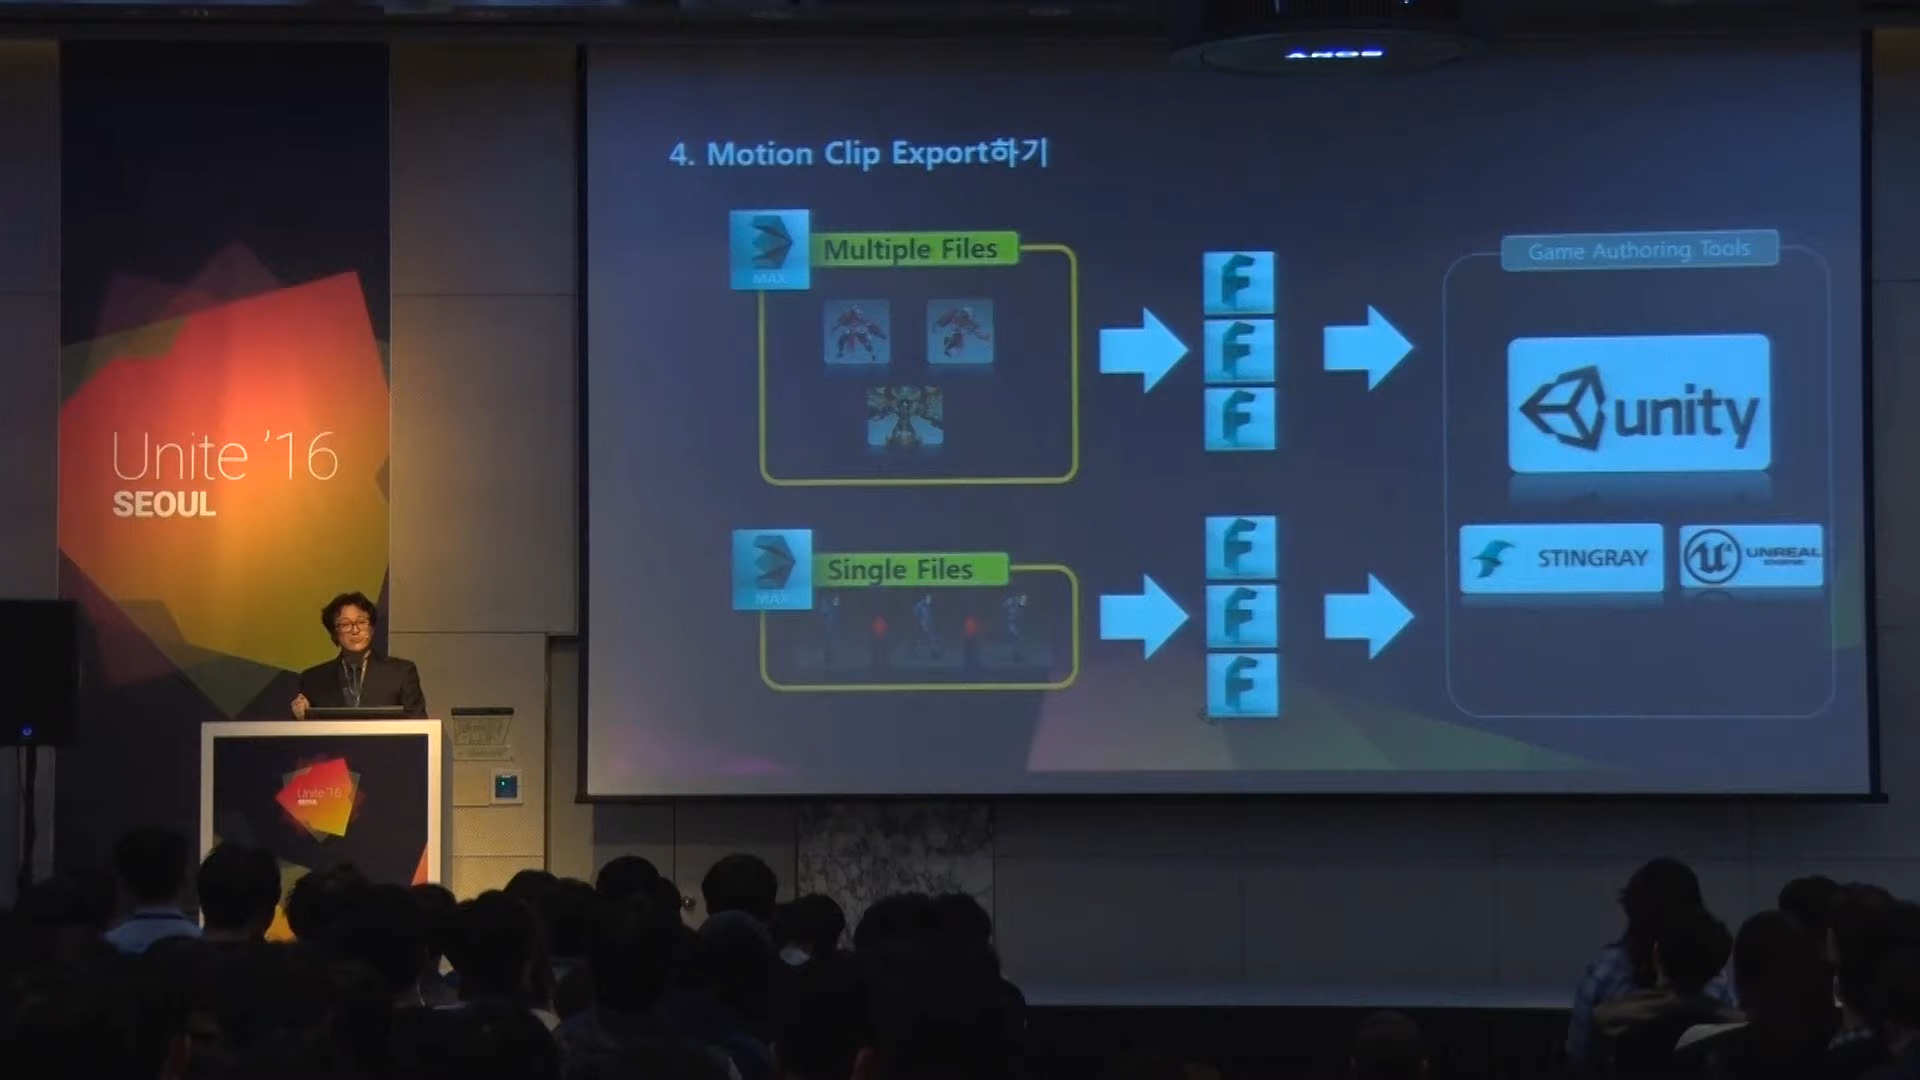 4. Motion Clip Export하기
MAX
Multiple Files
Game Authoring Tools
F
F
F
unity
Unite '16
SEOUL
STINGRAY
UNREAL
MAX
Single Files
F
F
F
Unite '16
SEOUL